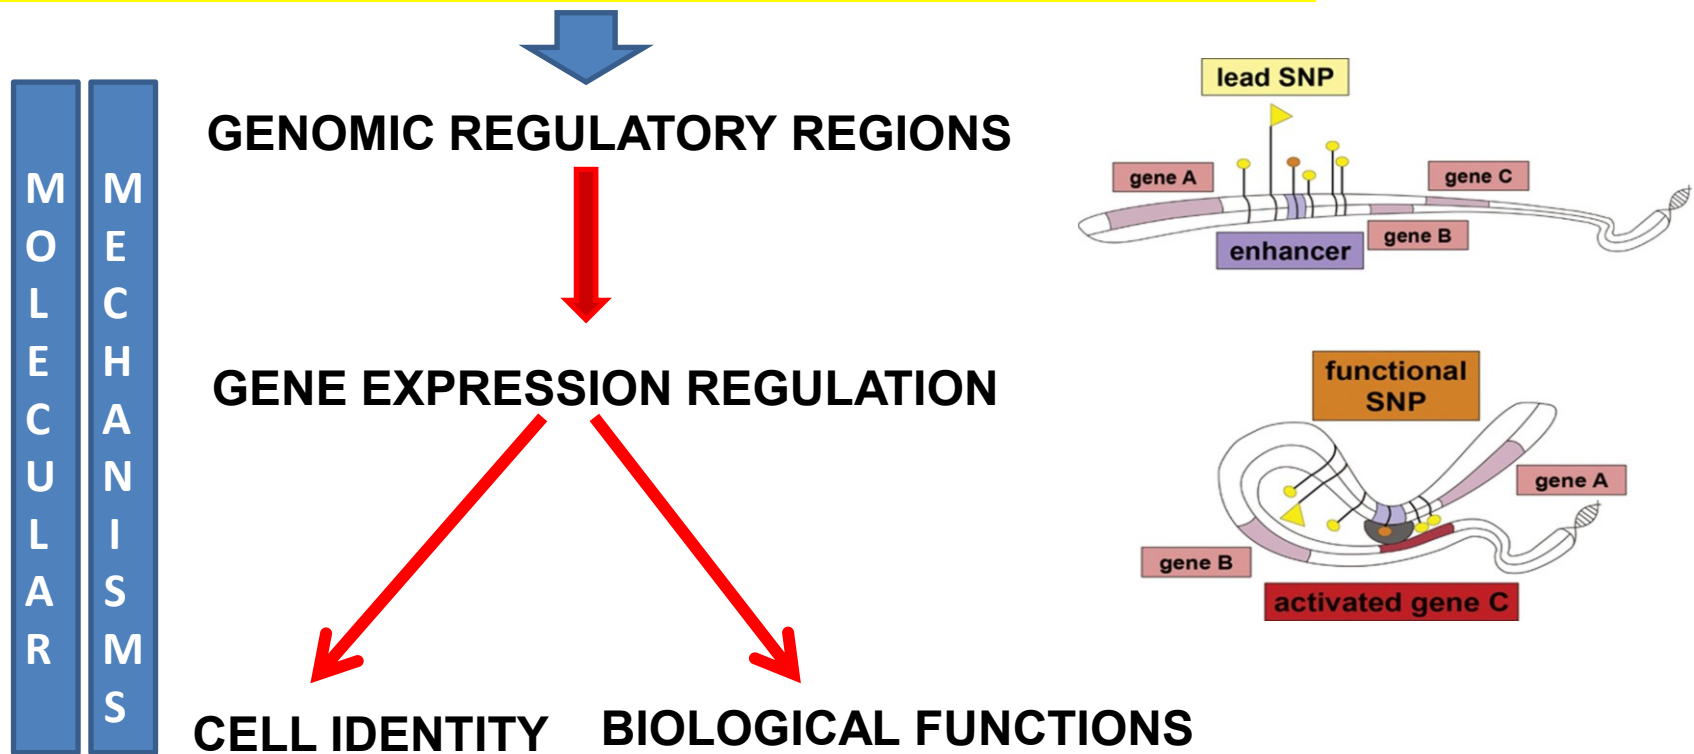 MOLECULAR
MECHANISMS
GENOMIC REGULATORY REGIONS
GENE EXPRESSION REGULATION
CELL IDENTITY
BIOLOGICAL FUNCTIONS
lead SNP
gene A
gene C
gene B
enhancer
functional
SNP
gene A
gene B
activated gene C